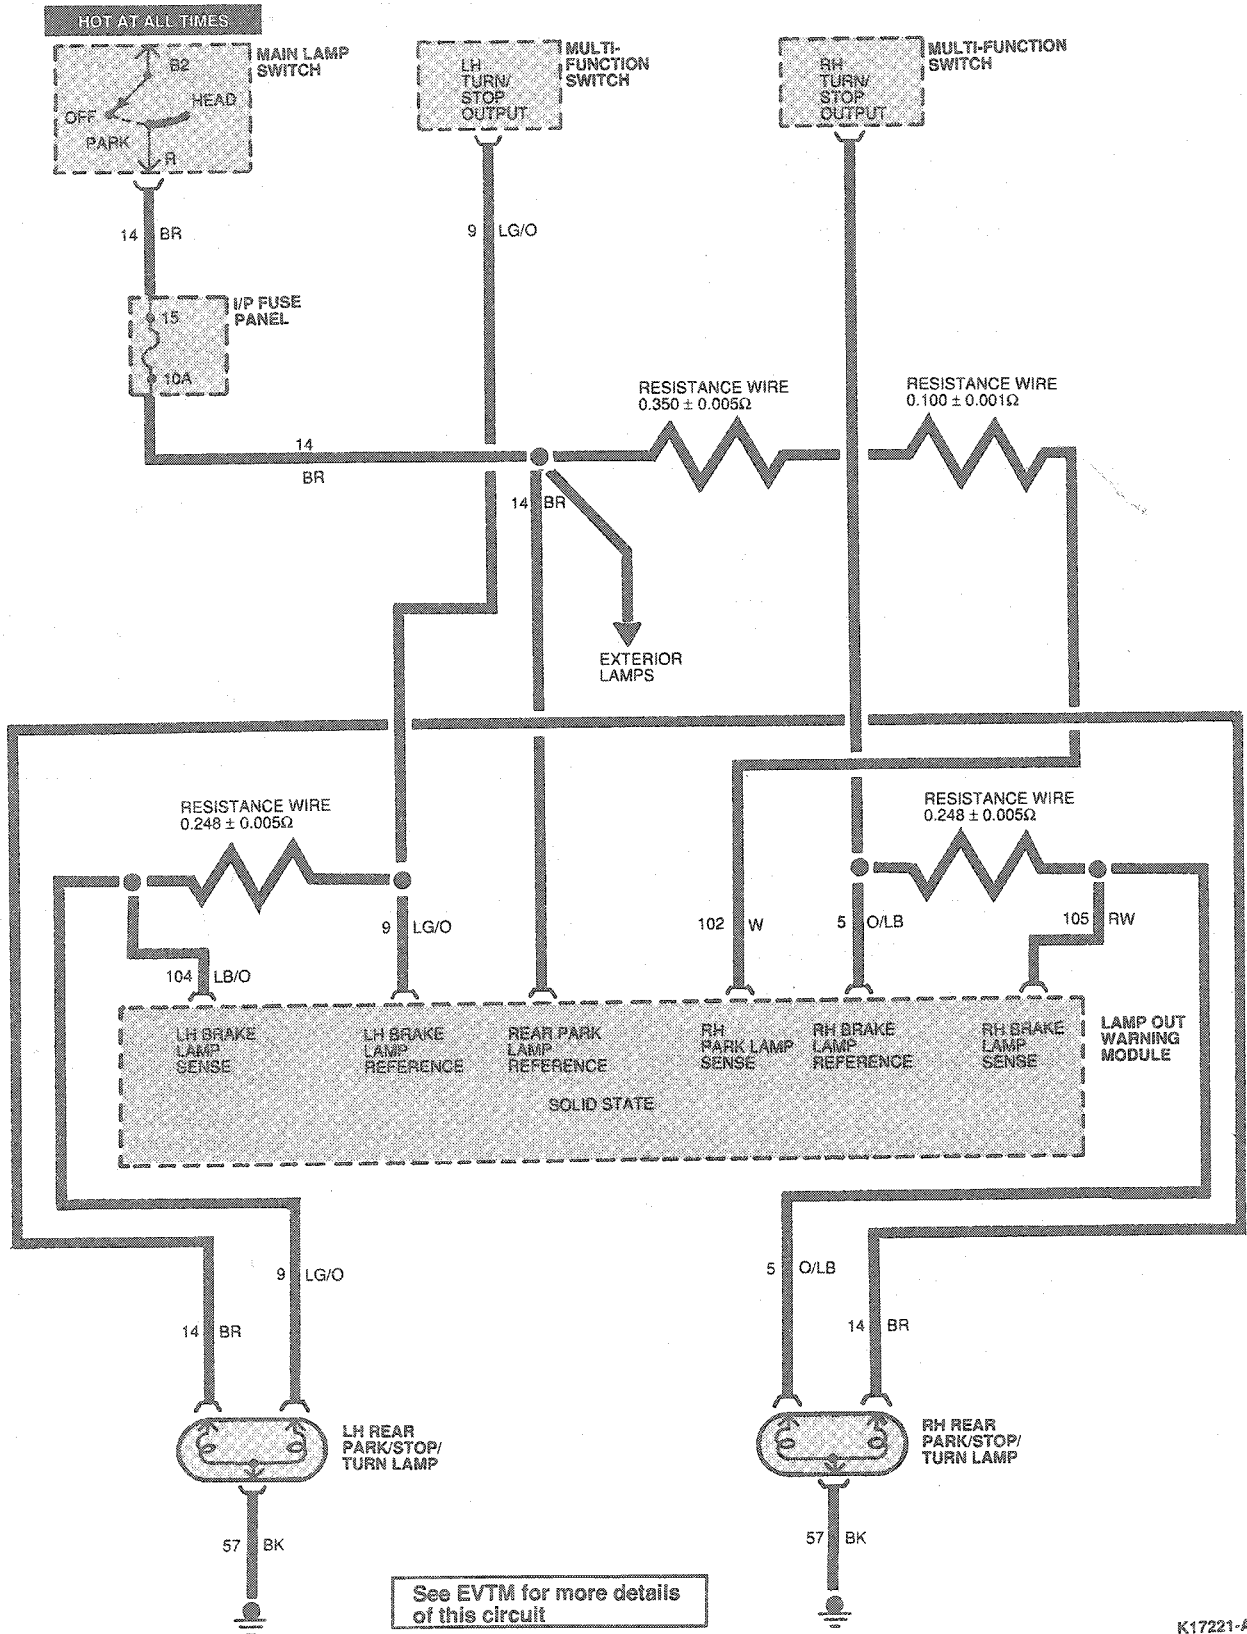 HOT AT ALL TIMES
B2
OFF
HEAD
PARK
R
MAIN LAMP
SWITCH
LH
TURN/
STOP
OUTPUT
MULTI-
FUNCTION
SWITCH
RH
TURN/
STOP
OUTPUT
MULTI-FUNCTION
SWITCH
14 BR
9 LG/O
I/P FUSE
PANEL
15
10A
RESISTANCE WIRE
0.350 ± 0.005Ω
RESISTANCE WIRE
0.100 ± 0.001Ω
14
BR
14 BR
EXTERIOR
LAMPS
RESISTANCE WIRE
0.248 ± 0.005Ω
RESISTANCE WIRE
0.248 ± 0.005Ω
9 LG/O
102 W
5 O/LB
105 RW
104 LB/O
LH BRAKE
LAMP
SENSE
LH BRAKE
LAMP
REFERENCE
REAR PARK
LAMP
REFERENCE
RH
PARK LAMP
SENSE
RH BRAKE
LAMP
REFERENCE
RH BRAKE
LAMP
SENSE
SOLID STATE
LAMP OUT
WARNING
MODULE
9 LG/O
5 O/LB
14 BR
14 BR
LH REAR
PARK/STOP/
TURN LAMP
RH REAR
PARK/STOP/
TURN LAMP
57 BK
57 BK
See EVTM for more details
of this circuit
K17221-A